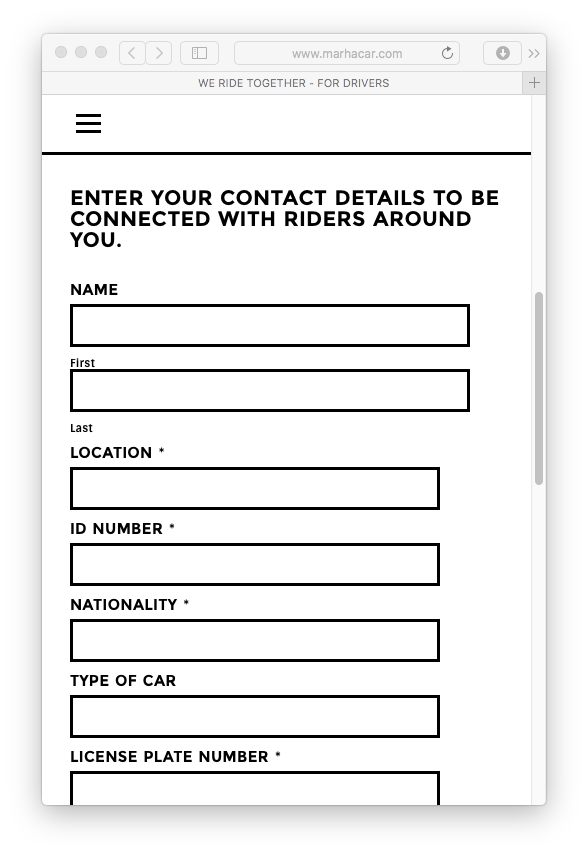 www.marhacar.com
WE RIDE TOGETHER - FOR DRIVERS
ENTER YOUR CONTACT DETAILS TO BE
CONNECTED WITH RIDERS AROUND
YOU.
NAME
First
Last
LOCATION *
ID NUMBER *
NATIONALITY *
TYPE OF CAR
LICENSE PLATE NUMBER *